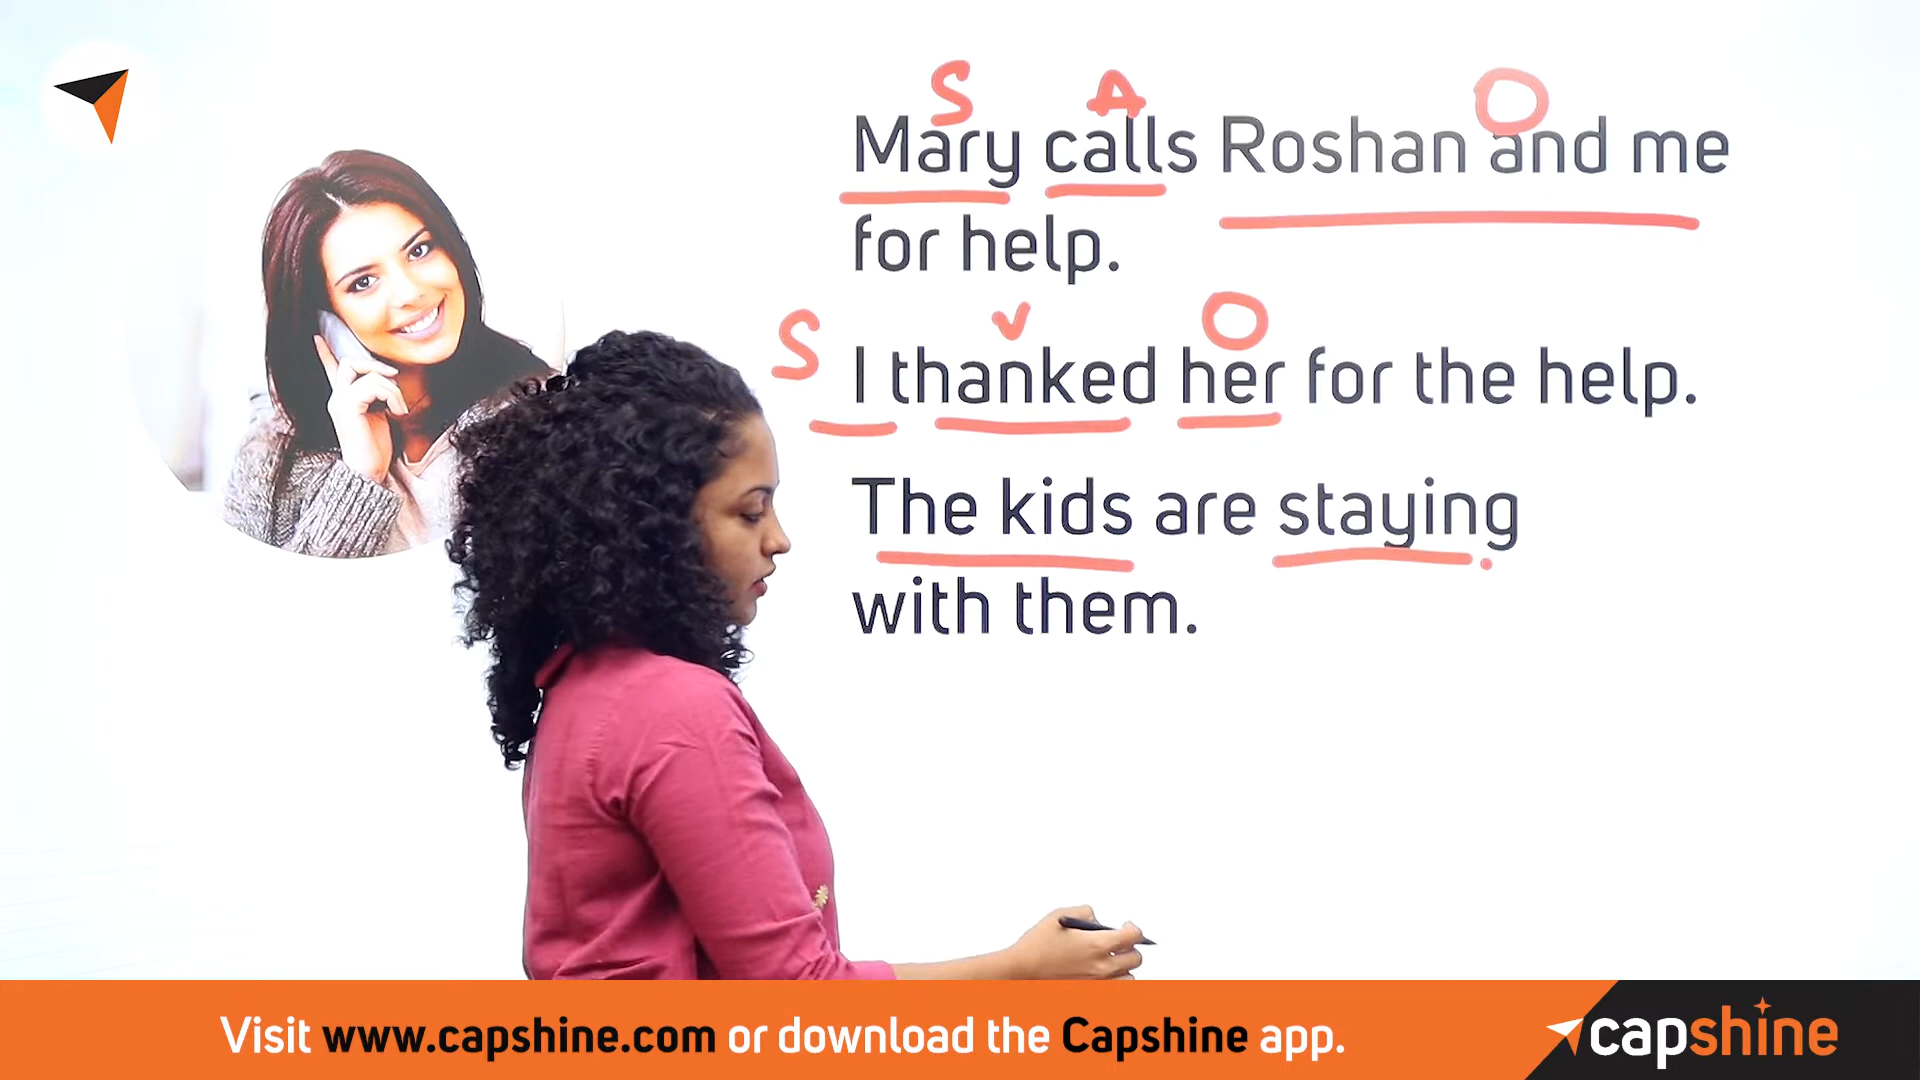 S A O
Mary calls Roshan and me
for help.
S v O
I thanked her for the help.
The kids are staying
with them.
Visit www.capshine.com or download the Capshine app.
capshine